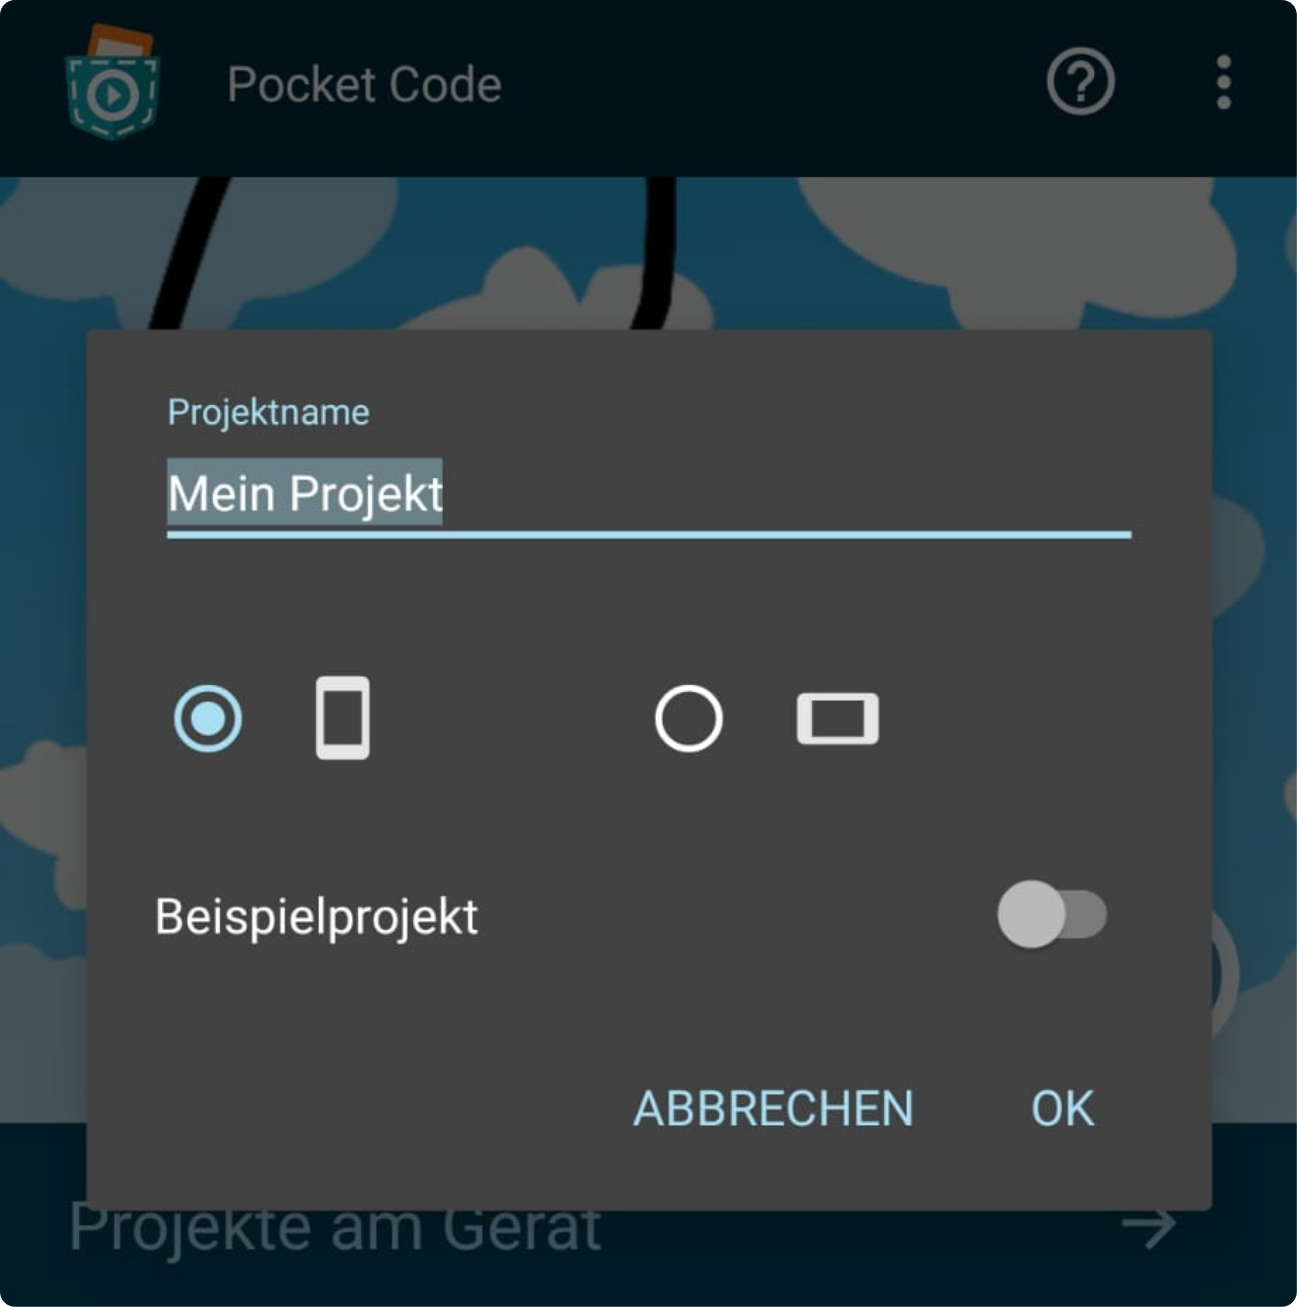 Pocket Code
Projektname
Mein Projekt
Beispielprojekt
ABBRECHEN
OK
Projekte am Gerät